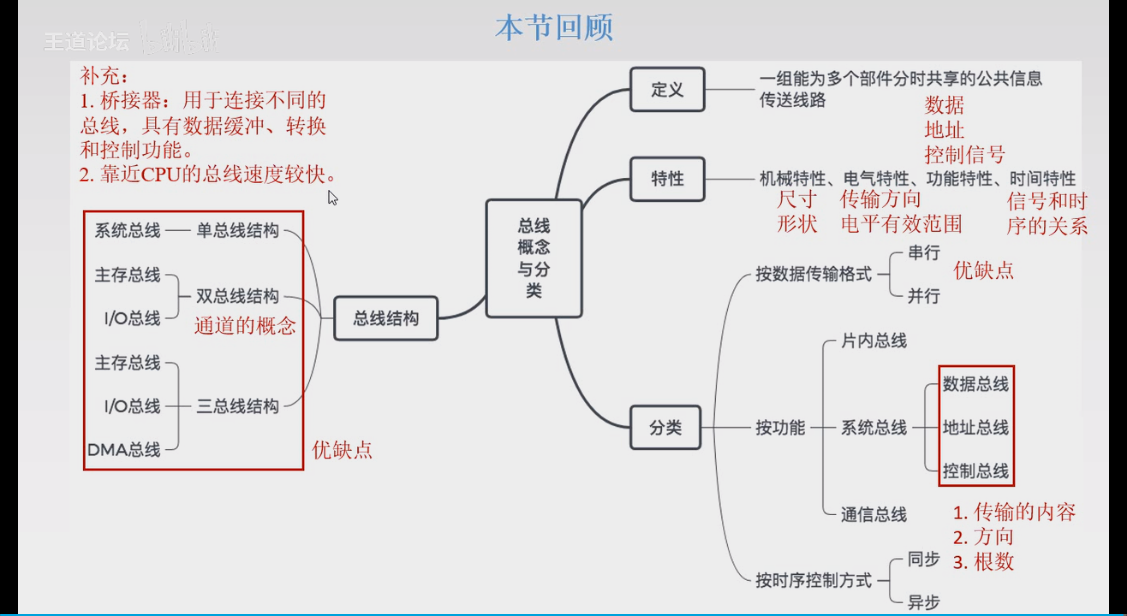 本节回顾
王道论坛
补充：
1. 桥接器：用于连接不同的
总线，具有数据缓冲、转换
和控制功能。
2. 靠近CPU的总线速度较快。
系统总线
单总线结构
主存总线
双总线结构
I/O总线
通道的概念
主存总线
I/O总线
三总线结构
DMA总线
优缺点
总线结构
总线
概念
与分
类
定义
一组能为多个部件分时共享的公共信息
传送线路
数据
地址
控制信号
特性
机械特性、电气特性、功能特性、时间特性
尺寸
形状
传输方向
电平有效范围
信号和时
序的关系
分类
按数据传输格式
串行
并行
优缺点
按功能
片内总线
系统总线
数据总线
地址总线
控制总线
通信总线
1. 传输的内容
2. 方向
3. 根数
按时序控制方式
同步
异步